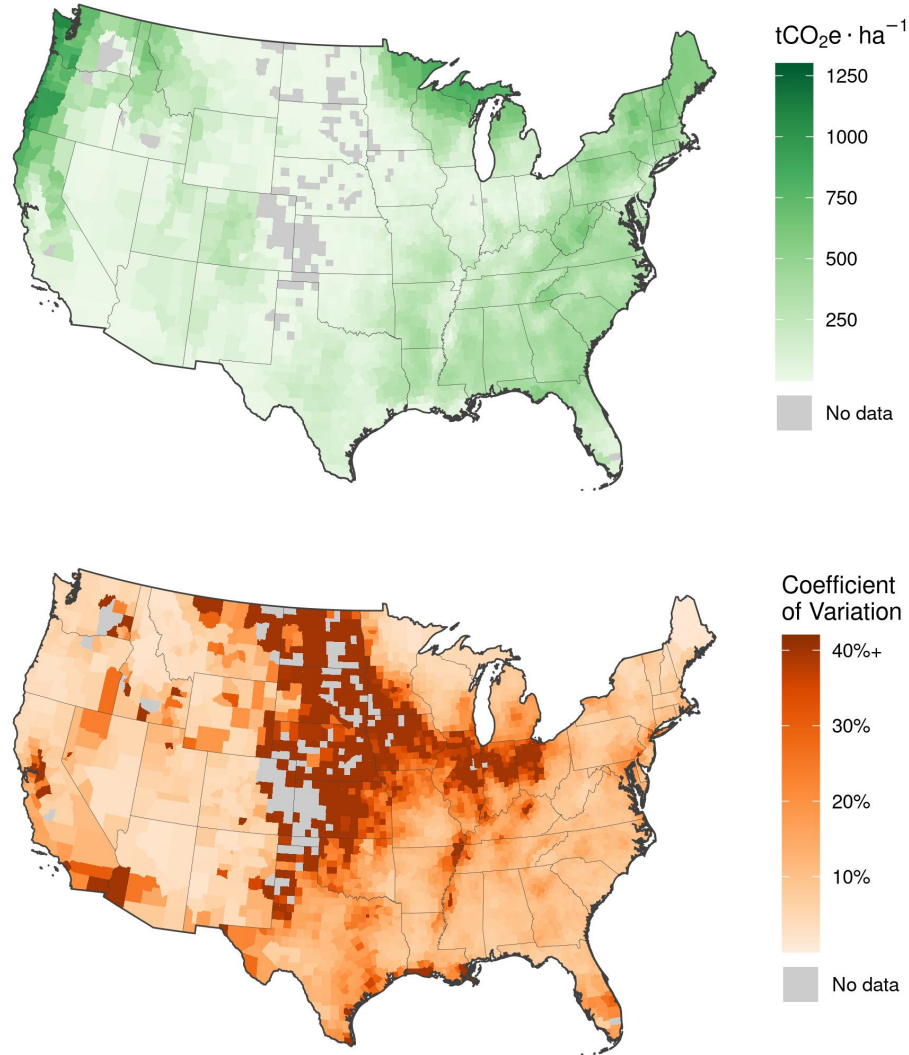 tCO₂e · ha⁻¹
1250
1000
750
500
250
No data
Coefficient
of Variation
40%+
30%
20%
10%
No data